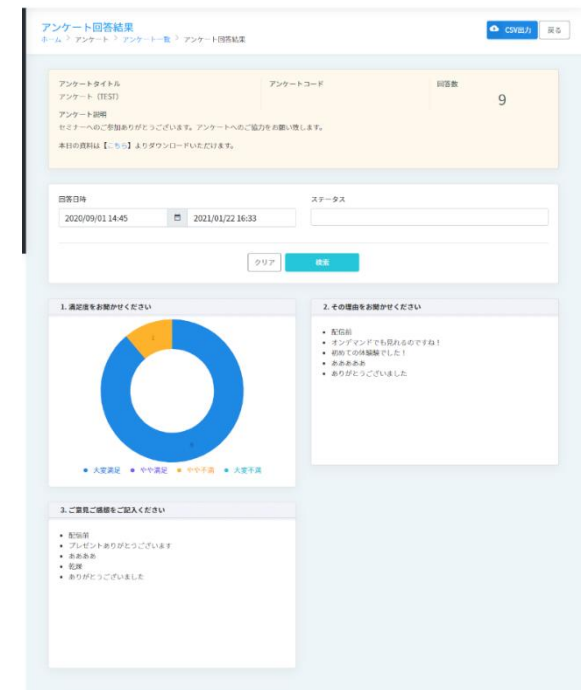 アンケート回答結果
ホーム > アンケート > アンケート一覧 > アンケート回答結果
CSV出力
戻る
アンケートタイトル
アンケート（TEST）
アンケートコード
回答数
9
アンケート説明
セミナーへのご参加ありがとうございます。アンケートへのご協力をお願い致します。
本日の資料は【こちら】よりダウンロードいただけます。
回答日時
2020/09/01 14:45
2021/01/22 16:33
ステータス
クリア
検索
1. 満足度をお聞かせください
大変満足
やや満足
やや不満
大変不満
2. その理由をお聞かせください
配信前
オンデマンドでも見れるのですね！
初めての体験験でした！
あああああ
ありがとうございました
3. ご意見ご感想をご記入ください
配信前
プレゼントありがとうございます
ああああ
乾燥
ありがとうございました